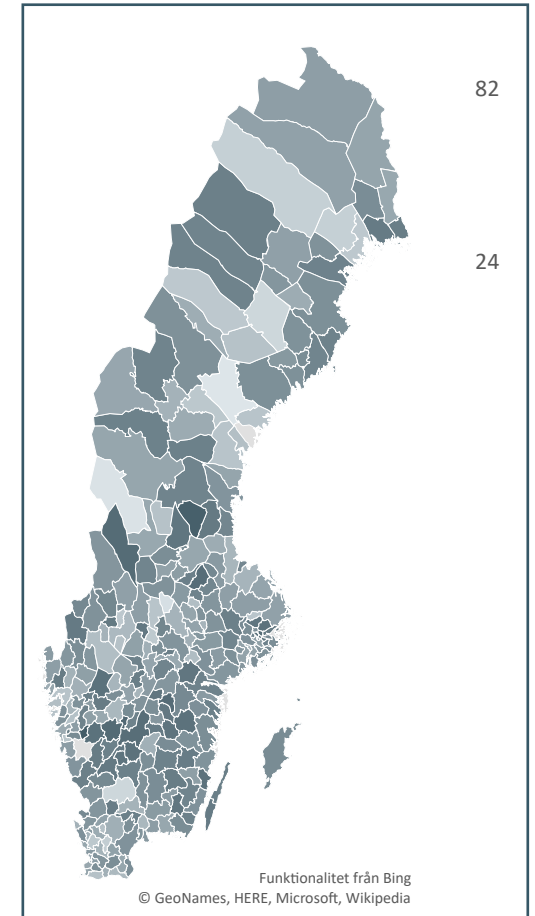 82
24
Funktionalitet från Bing
© GeoNames, HERE, Microsoft, Wikipedia